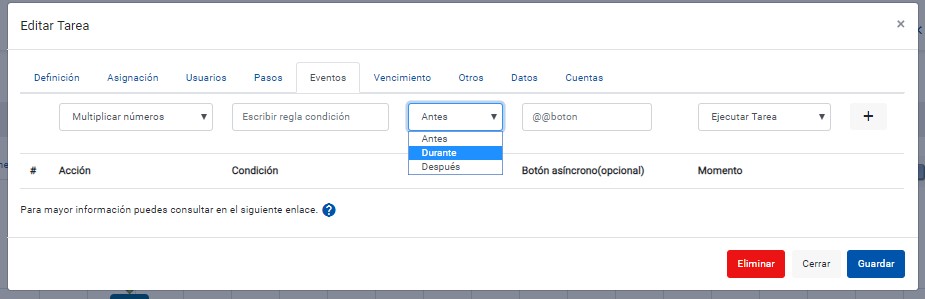 Editar Tarea ×
Definición Asignación Usuarios Pasos Eventos Vencimiento Otros Datos Cuentas
Multiplicar números Escribir regla condición Antes @@boton Ejecutar Tarea +
Antes
Durante
Después
# Acción Condición Botón asíncrono(opcional) Momento
Para mayor información puedes consultar en el siguiente enlace. ?
Eliminar Cerrar Guardar